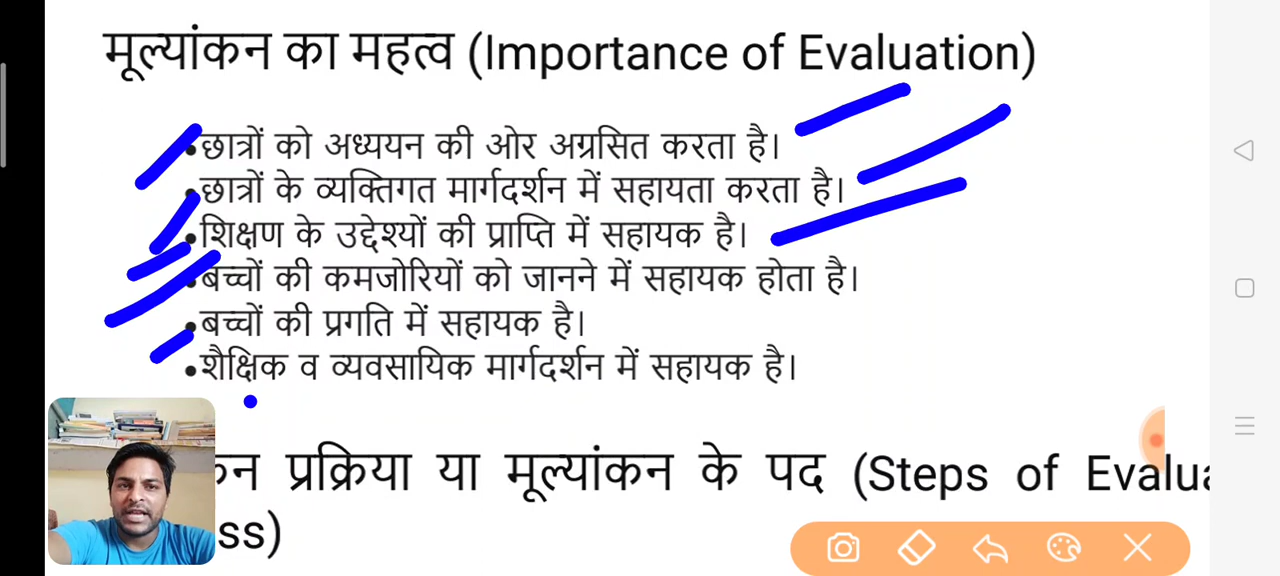 मूल्यांकन का महत्व (Importance of Evaluation)
•छात्रों को अध्ययन की ओर अग्रसित करता है।
•छात्रों के व्यक्तिगत मार्गदर्शन में सहायता करता है।
•शिक्षण के उद्देश्यों की प्राप्ति में सहायक है।
•बच्चों की कमजोरियों को जानने में सहायक होता है।
•बच्चों की प्रगति में सहायक है।
•शैक्षिक व व्यवसायिक मार्गदर्शन में सहायक है।
प्रक्रिया या मूल्यांकन के पद (Steps of